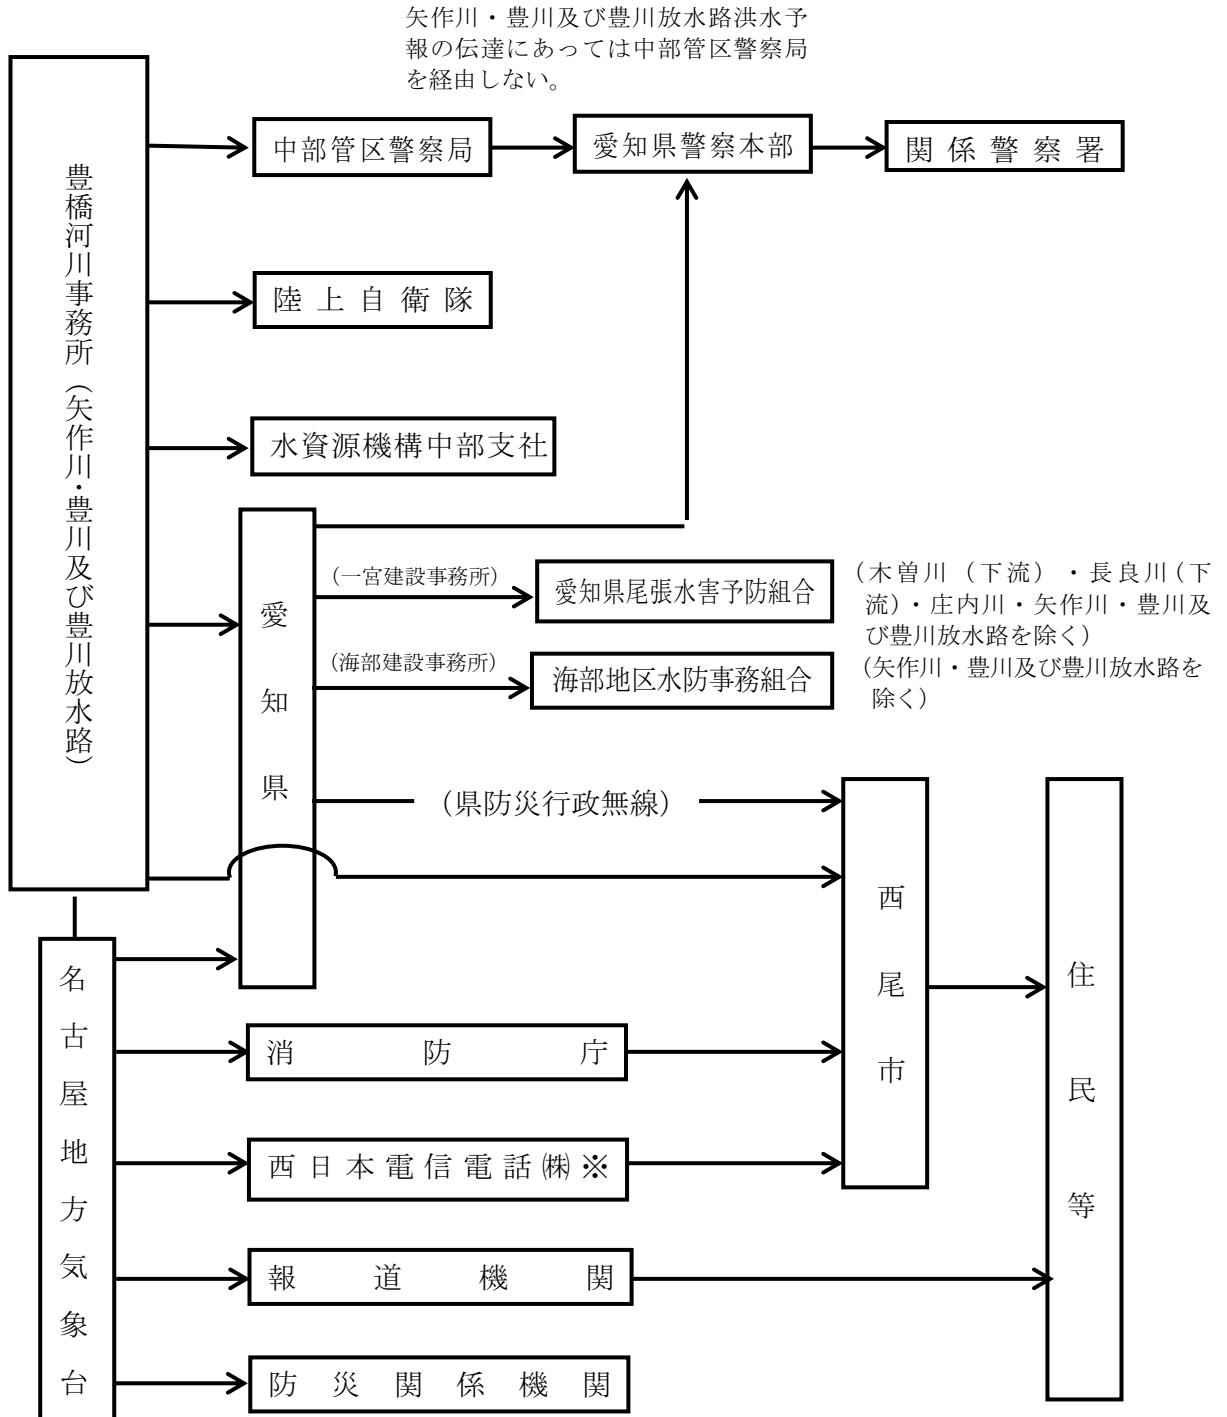 矢作川・豊川及び豊川放水路洪水予
報の伝達にあっては中部管区警察局
を経由しない。
豊橋河川事務所（矢作川・豊川及び豊川放水路）
中部管区警察局
愛知県警察本部
関係警察署
陸上自衛隊
水資源機構中部支社
愛知県
（一宮建設事務所）
愛知県尾張水害予防組合
（木曽川（下流）・長良川（下
流）・庄内川・矢作川・豊川及
び豊川放水路を除く）
（海部建設事務所）
海部地区水防事務組合
（矢作川・豊川及び豊川放水路を
除く）
（県防災行政無線）
西尾市
住民等
名古屋地方気象台
消防庁
西日本電信電話㈱※
報道機関
防災関係機関